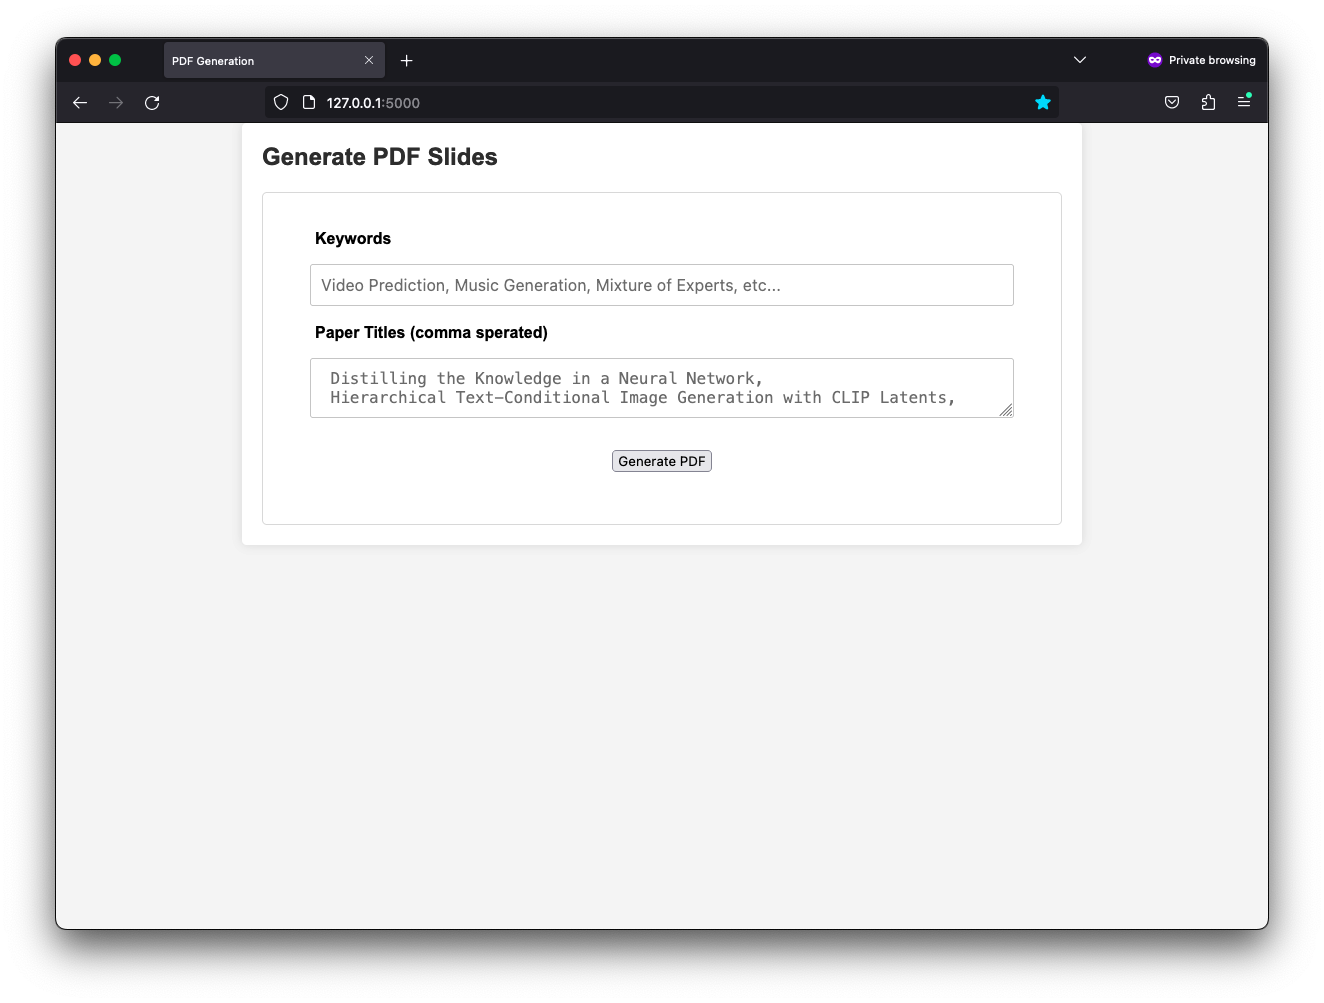 PDF Generation
Private browsing
127.0.0.1:5000
Generate PDF Slides
Keywords
Video Prediction, Music Generation, Mixture of Experts, etc...
Paper Titles (comma sperated)
Distilling the Knowledge in a Neural Network,
Hierarchical Text-Conditional Image Generation with CLIP Latents,
Generate PDF